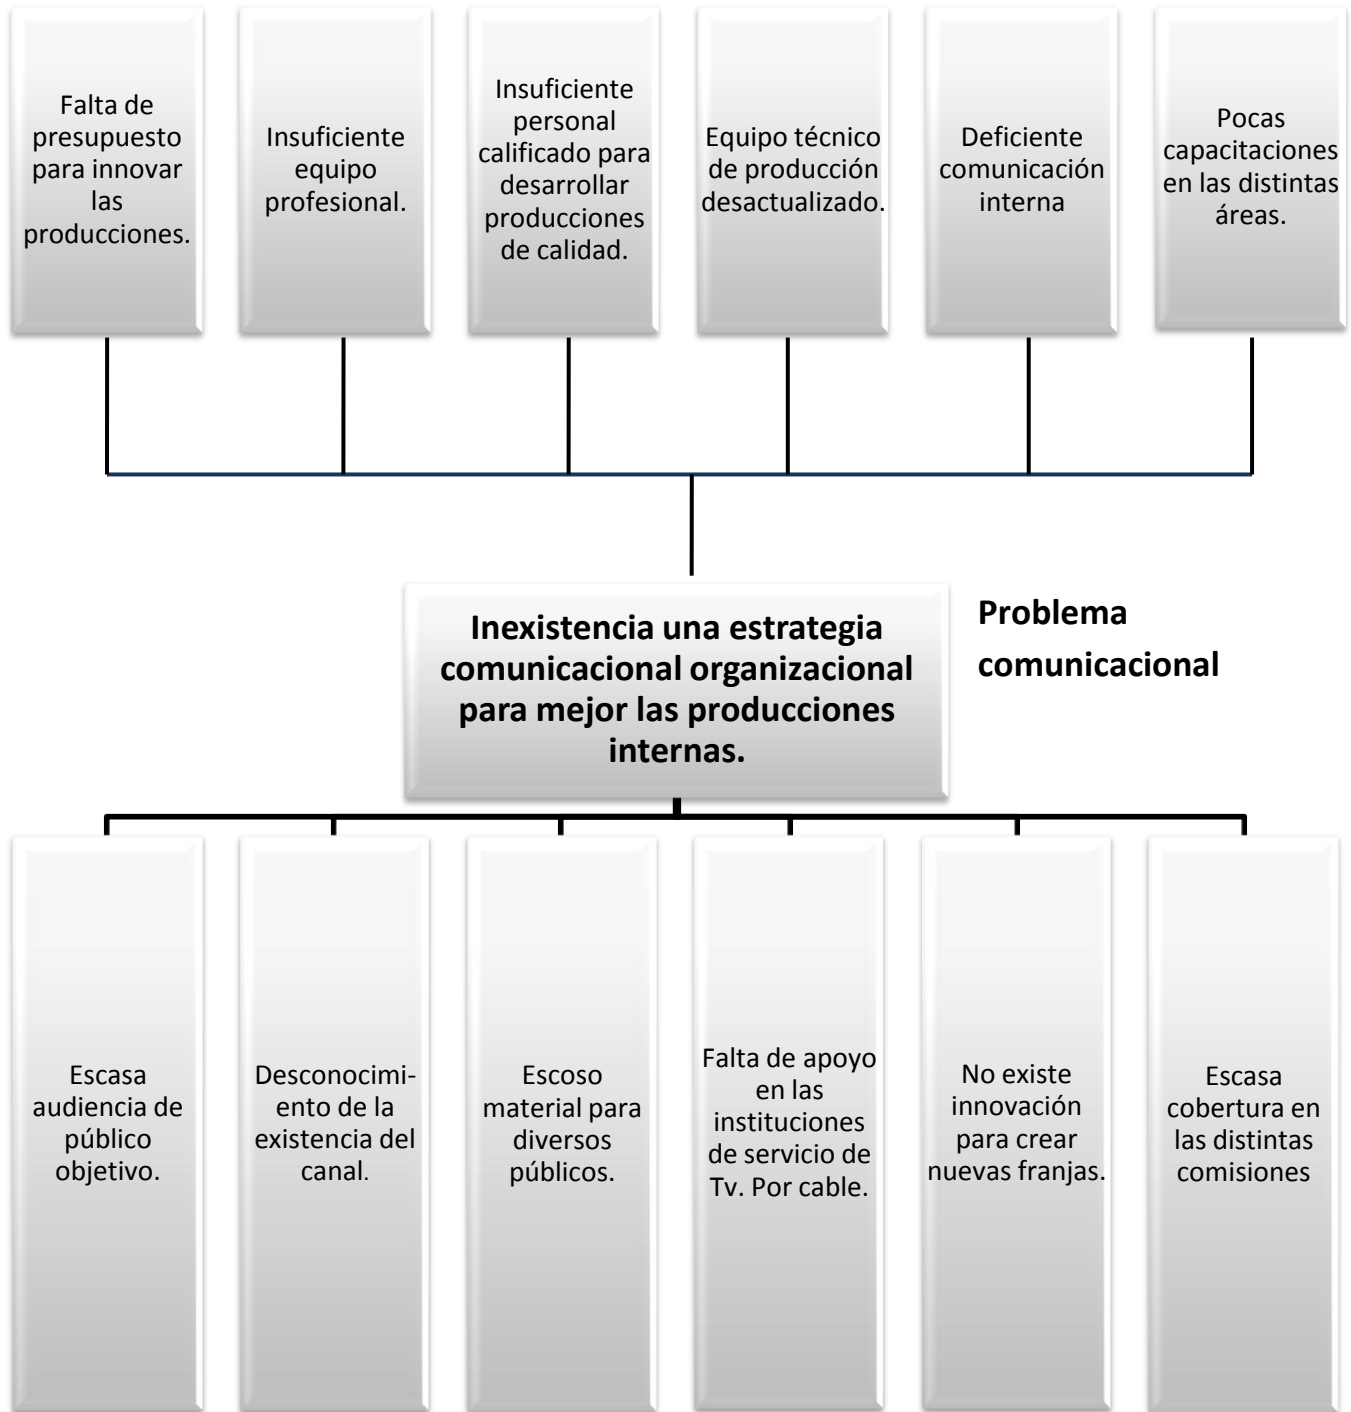 Falta de
presupuesto
para innovar
las
producciones.
Insuficiente
equipo
profesional.
Insuficiente
personal
calificado para
desarrollar
producciones
de calidad.
Equipo técnico
de producción
desactualizado.
Deficiente
comunicación
interna
Pocas
capacitaciones
en las distintas
áreas.
Inexistencia una estrategia
comunicacional organizacional
para mejor las producciones
internas.
Problema
comunicacional
Escasa
audiencia de
público
objetivo.
Desconocimi-
ento de la
existencia del
canal.
Escoso
material para
diversos
públicos.
Falta de apoyo
en las
instituciones
de servicio de
Tv. Por cable.
No existe
innovación
para crear
nuevas franjas.
Escasa
cobertura en
las distintas
comisiones